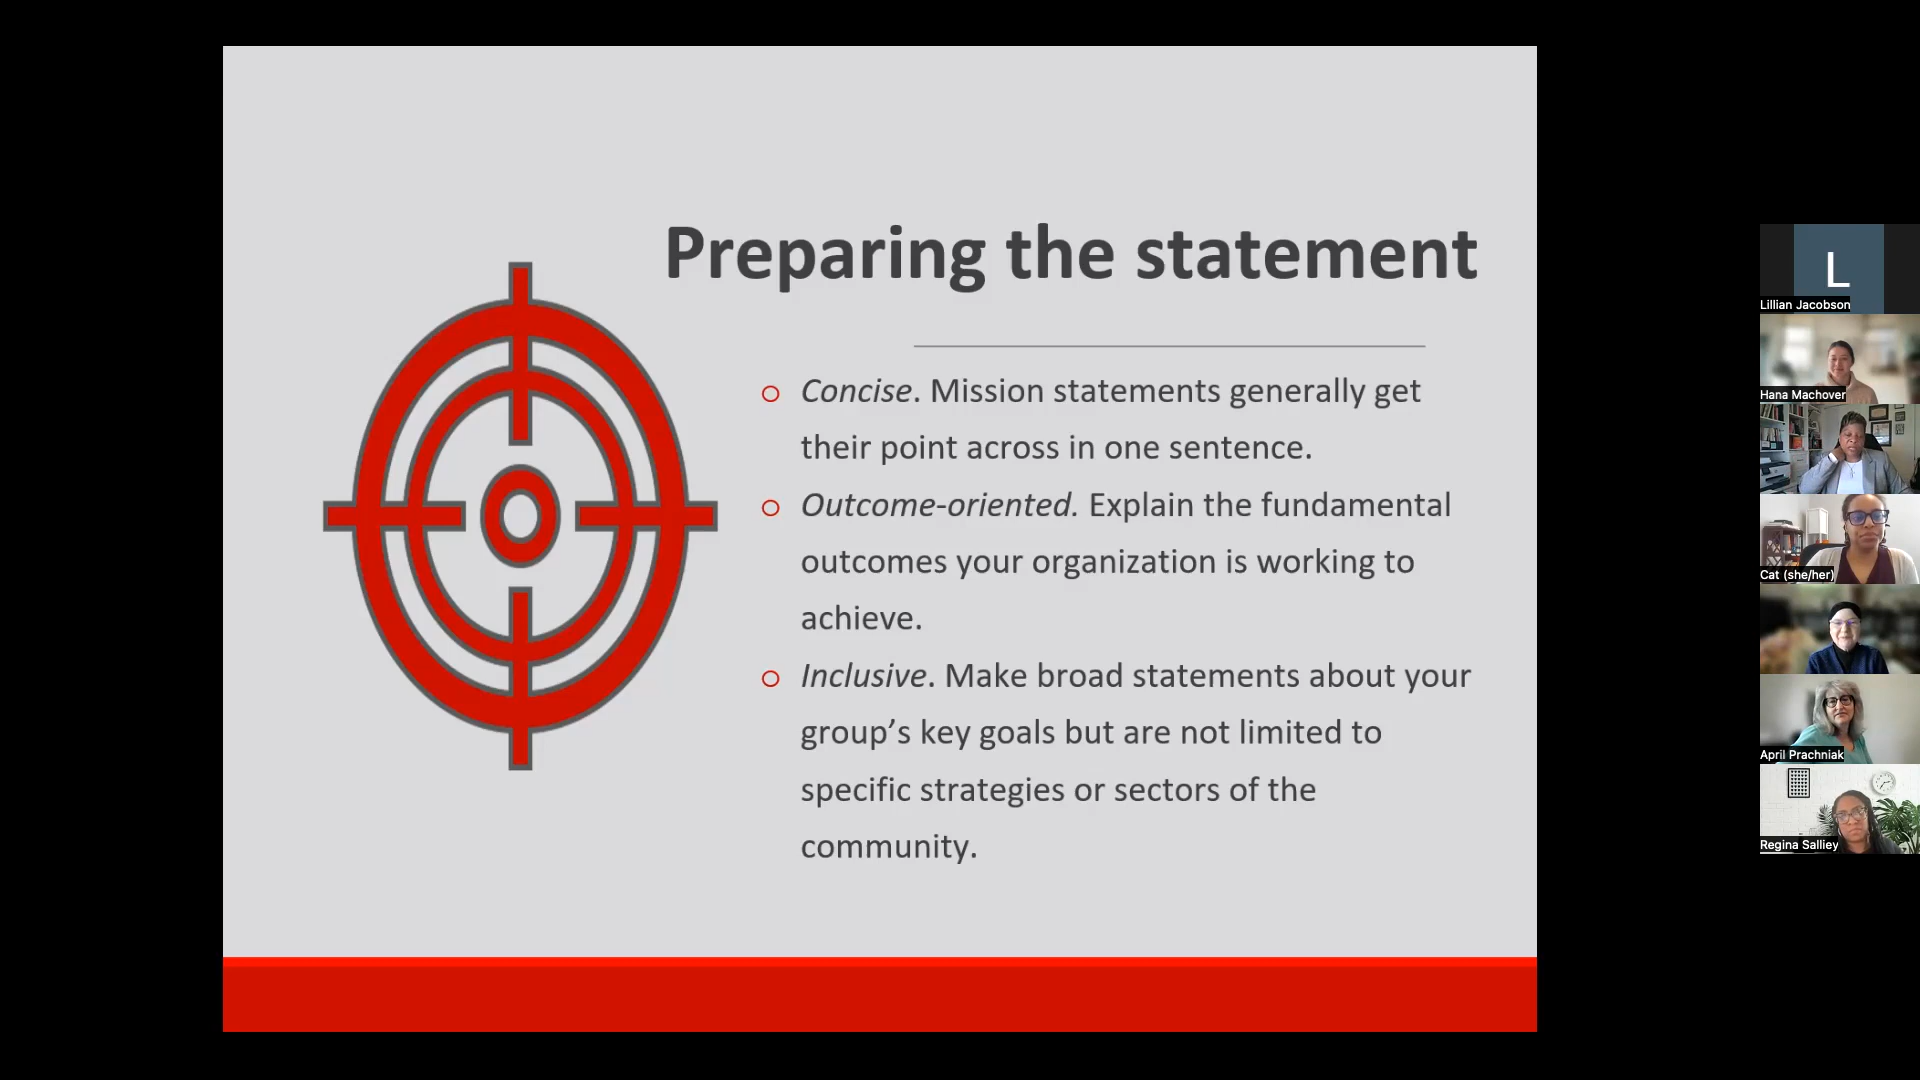 Preparing the statement
Concise. Mission statements generally get
their point across in one sentence.
Outcome-oriented. Explain the fundamental
outcomes your organization is working to
achieve.
Inclusive. Make broad statements about your
group’s key goals but are not limited to
specific strategies or sectors of the
community.
L
Lillian Jacobson
Hana Machover
Cat (she/her)
April Prachniak
Regina Salliey